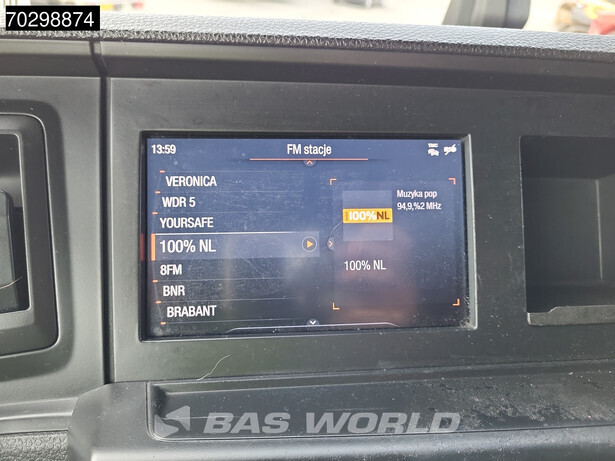 70298874
13:59
FM stacje
TMC
VERONICA
WDR 5
YOURSAFE
100% NL
8FM
BNR
BRABANT
Muzyka pop
94,9,%2 MHz
100%NL
100% NL
BAS WORLD